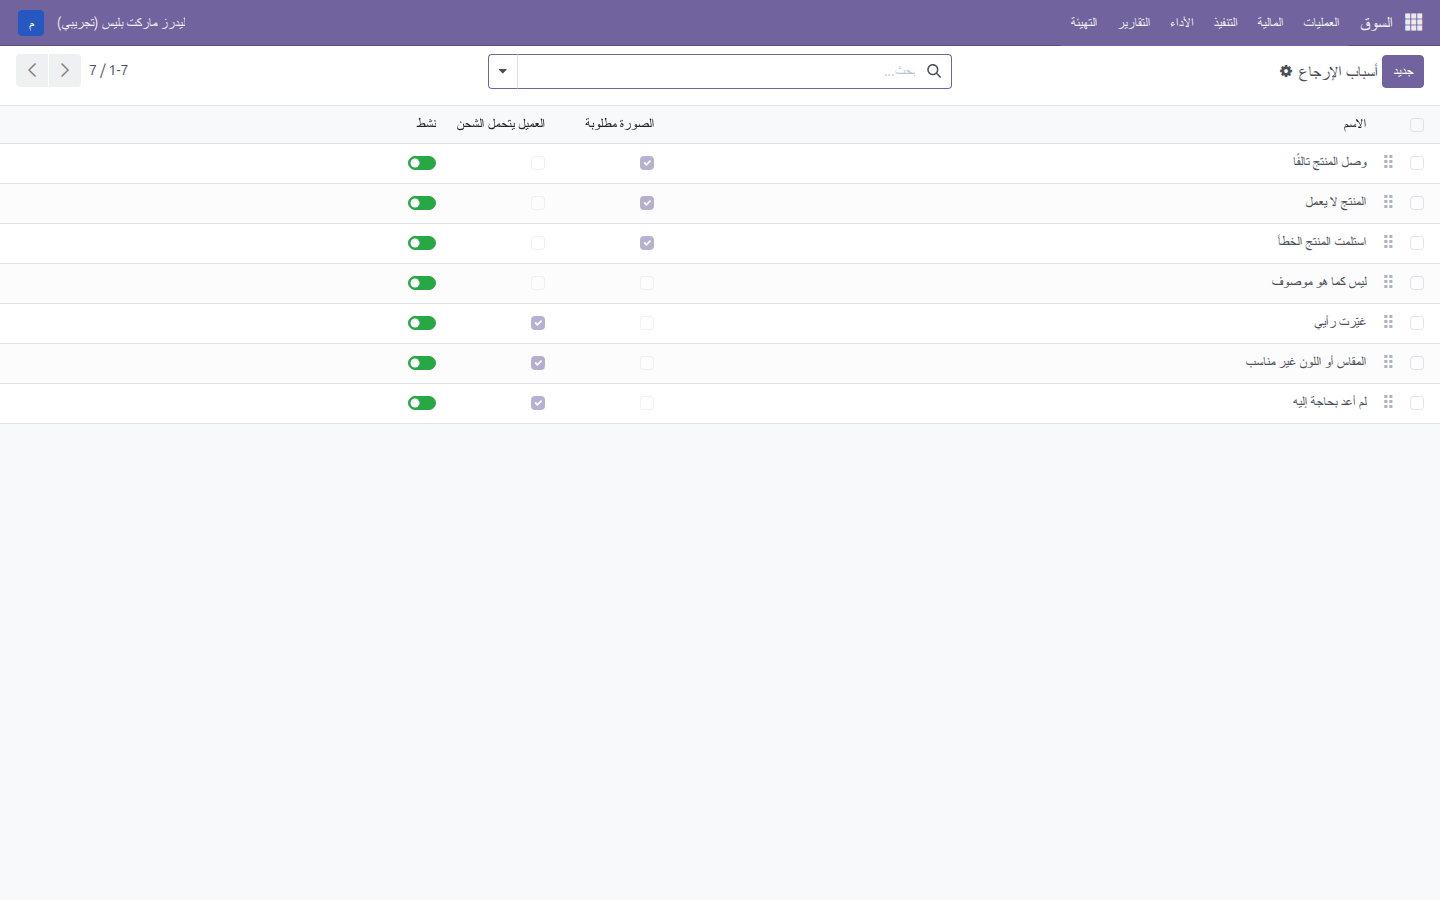 السوق العمليات المالية التنفيذ الأداء التقارير التهيئة ليدرز ماركت بليس (تجريبي) م
جديد أسباب الإرجاع بحث... 1-7 / 7
الاسم الصورة مطلوبة العميل يتحمل الشحن نشط
وصل المنتج تالفًا
المنتج لا يعمل
استلمت المنتج الخطأ
ليس كما هو موصوف
غيّرت رأيي
المقاس أو اللون غير مناسب
لم أعد بحاجة إليه